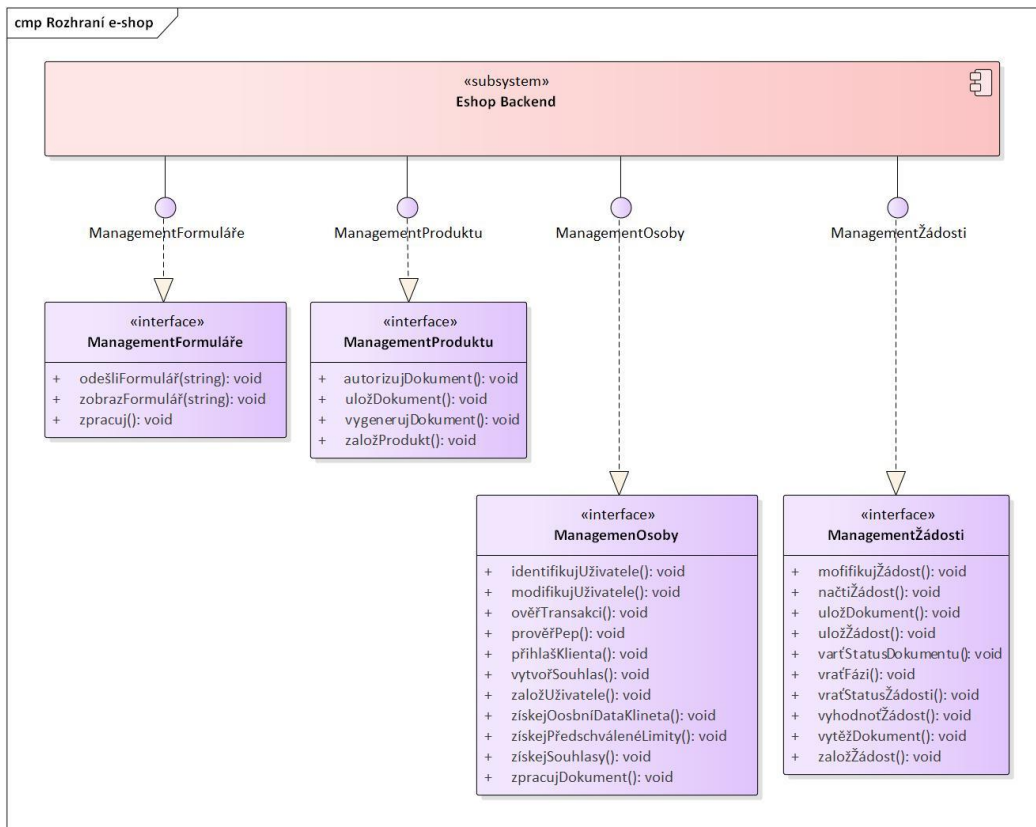 cmp Rozhraní e-shop
«subsystem»
Eshop Backend
ManagementFormuláře
ManagementProduktu
ManagementOsoby
ManagementŽádosti
«interface»
ManagementFormuláře
+ odešliFormulář(string): void
+ zobrazFormulář(string): void
+ zpracuj(): void
«interface»
ManagementProduktu
+ autorizujDokument(): void
+ uložDokument(): void
+ vygenerujDokument(): void
+ založProdukt(): void
«interface»
ManagemenOsoby
+ identifikujUživatele(): void
+ modifikujUživatele(): void
+ ověřTransakci(): void
+ prověřPep(): void
+ přihlašKlienta(): void
+ vytvořSouhlas(): void
+ založUživatele(): void
+ získejOosbníDataKlineta(): void
+ získejPředschválenéLimity(): void
+ získejSouhlasy(): void
+ zpracujDokument(): void
«interface»
ManagementŽádosti
+ mofifikujŽádost(): void
+ načtiŽádost(): void
+ uložDokument(): void
+ uložŽádost(): void
+ varťStatusDokumentu(): void
+ vraťFázi(): void
+ vraťStatusŽádosti(): void
+ vyhodnoťŽádost(): void
+ vytěžDokument(): void
+ založŽádost(): void